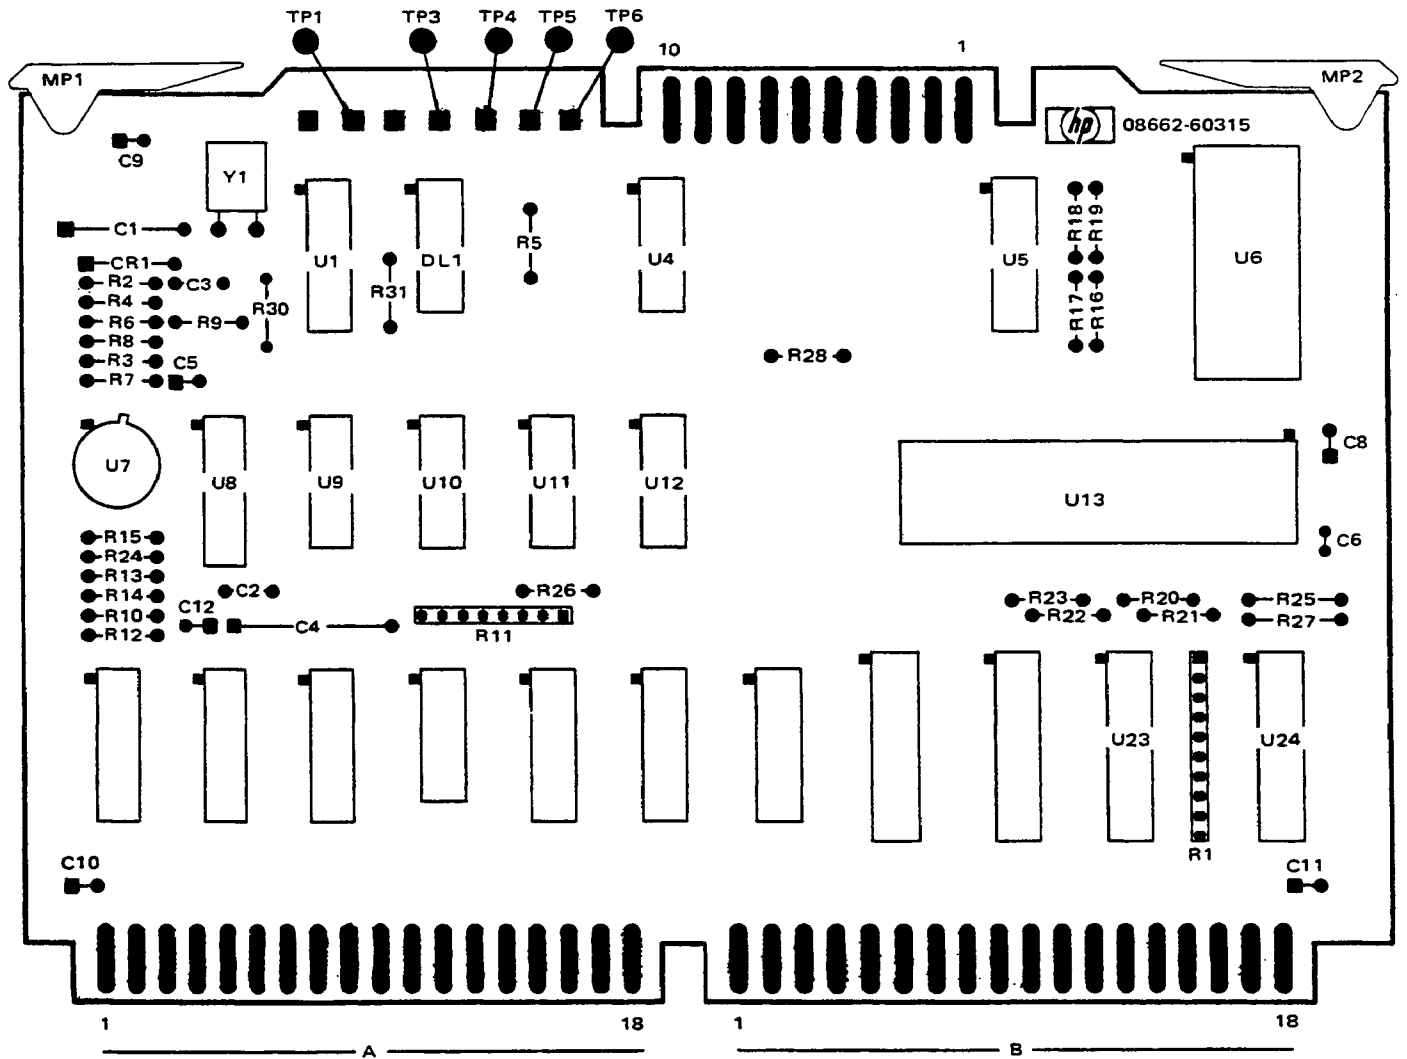 TP1 TP3 TP4 TP5 TP6
10 1
MP1 MP2
hp 08662-60315
C9
Y1
C1
U1 DL1 R5 U4 U5 R18 R19 U6
CR1
R2 C3
R4
R30 R31
R6 R9
R17 R16
R8
R3 C5
R7
R28
U7 U8 U9 U10 U11 U12 U13 C8
R15
R24
R13
R14
R10
R12
C2 R26 C6
C12 C4 R11
R23 R20 R25
R22 R21 R27
U23 U24
R1
C10 C11
1 18 1 18
A B